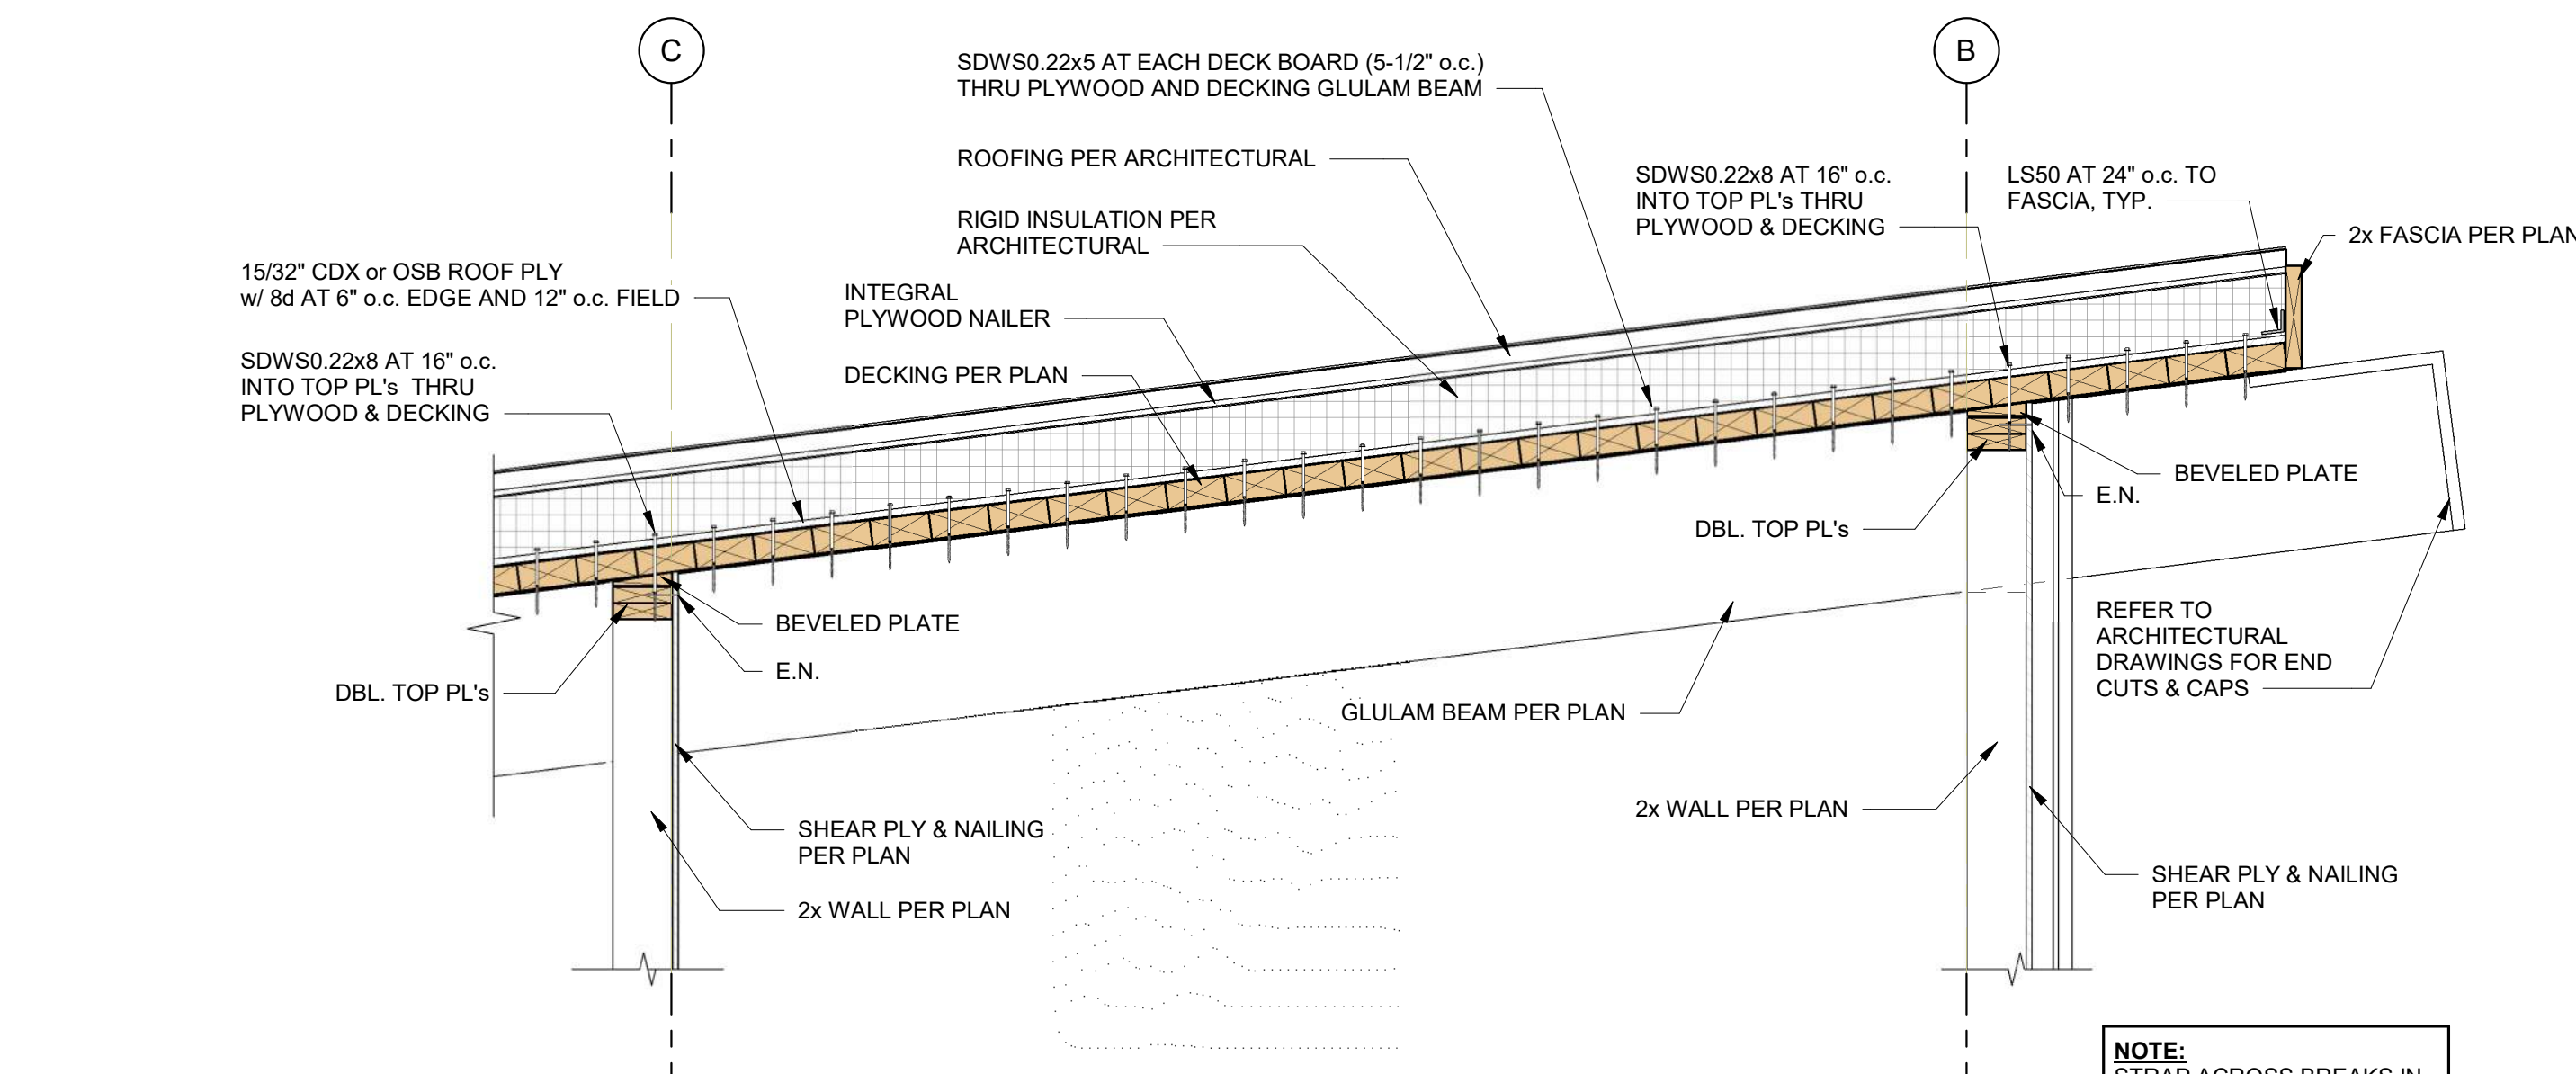 C
B
SDWS0.22x5 AT EACH DECK BOARD (5-1/2" o.c.)
THRU PLYWOOD AND DECKING GLULAM BEAM
ROOFING PER ARCHITECTURAL
RIGID INSULATION PER
ARCHITECTURAL
SDWS0.22x8 AT 16" o.c.
INTO TOP PL's THRU
PLYWOOD & DECKING
LS50 AT 24" o.c. TO
FASCIA, TYP.
2x FASCIA PER PLAN
15/32" CDX or OSB ROOF PLY
w/ 8d AT 6" o.c. EDGE AND 12" o.c. FIELD
INTEGRAL
PLYWOOD NAILER
SDWS0.22x8 AT 16" o.c.
INTO TOP PL's THRU
PLYWOOD & DECKING
DECKING PER PLAN
BEVELED PLATE
E.N.
DBL. TOP PL's
BEVELED PLATE
E.N.
DBL. TOP PL's
REFER TO
ARCHITECTURAL
DRAWINGS FOR END
CUTS & CAPS
GLULAM BEAM PER PLAN
2x WALL PER PLAN
SHEAR PLY & NAILING
PER PLAN
2x WALL PER PLAN
SHEAR PLY & NAILING
PER PLAN
NOTE:
STRAP ACROSS BREAKS IN